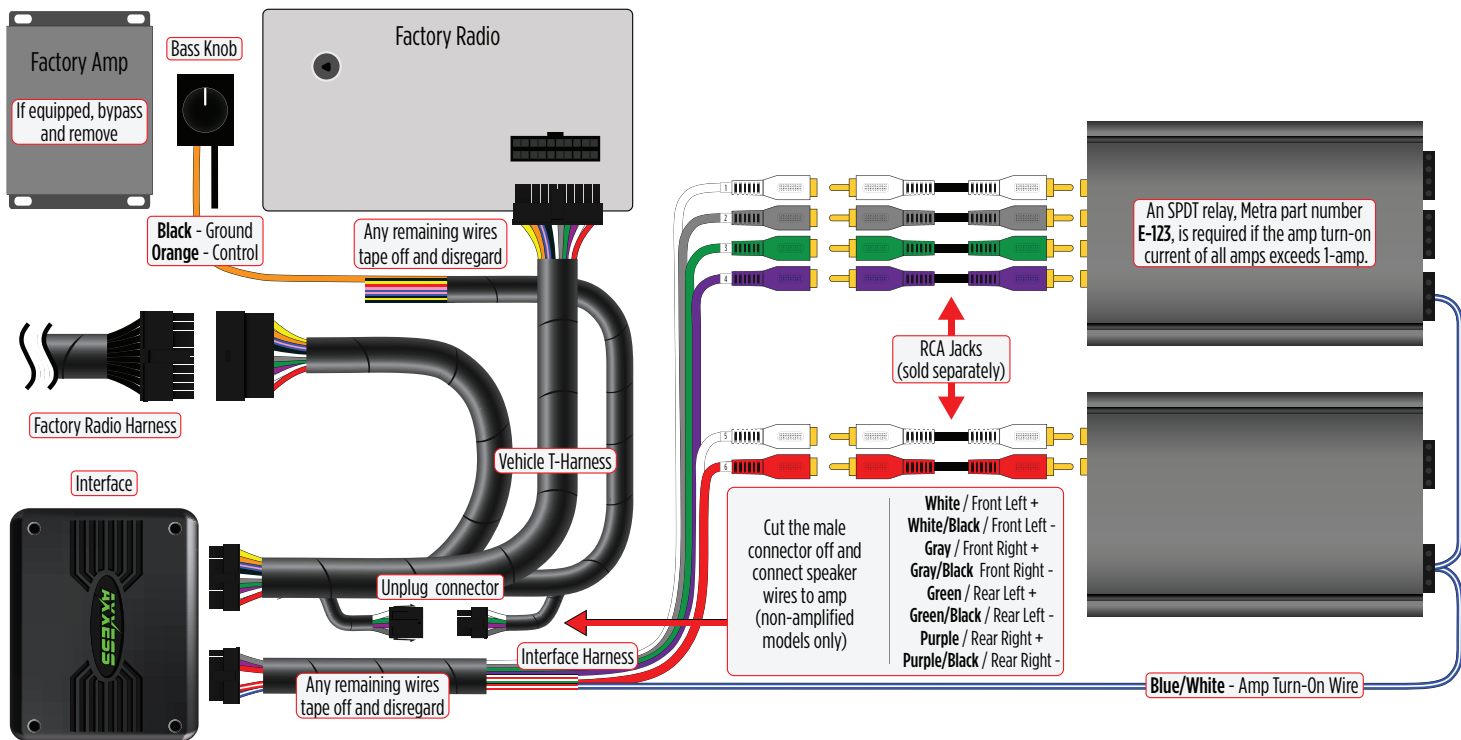 Factory Amp
If equipped, bypass
and remove
Bass Knob
Factory Radio
Black - Ground
Orange - Control
Any remaining wires
tape off and disregard
1
2
3
4
An SPDT relay, Metra part number
E-123, is required if the amp turn-on
current of all amps exceeds 1-amp.
RCA Jacks
(sold separately)
Factory Radio Harness
Vehicle T-Harness
5
6
Interface
AXXESS
Unplug connector
Cut the male
connector off and
connect speaker
wires to amp
(non-amplified
models only)
White / Front Left +
White/Black / Front Left -
Gray / Front Right +
Gray/Black Front Right -
Green / Rear Left +
Green/Black / Rear Left -
Purple / Rear Right +
Purple/Black / Rear Right -
Interface Harness
Any remaining wires
tape off and disregard
Blue/White - Amp Turn-On Wire